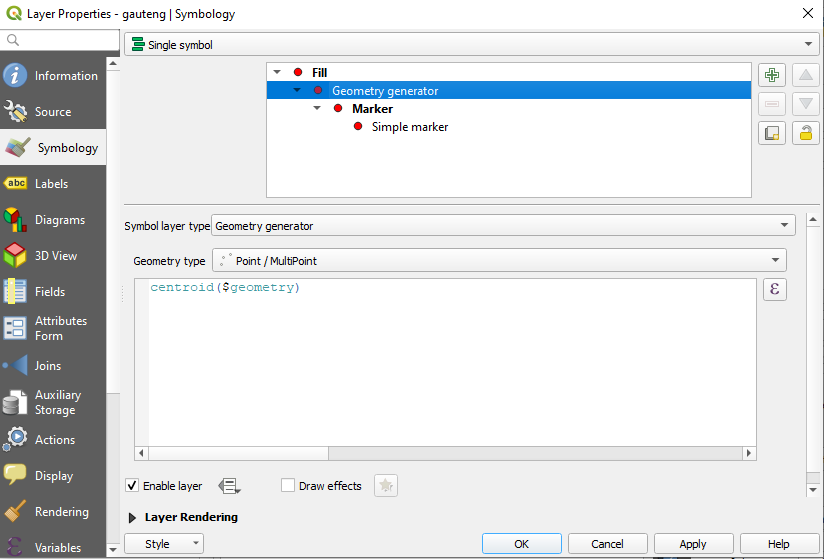 Layer Properties - gauteng | Symbology
Single symbol
Information
Source
Symbology
abc Labels
Diagrams
3D View
Fields
Attributes
Form
Joins
Auxiliary
Storage
Actions
Display
Rendering
Variables
Fill
Geometry generator
Marker
Simple marker
Symbol layer type Geometry generator
Geometry type Point / MultiPoint
centroid($geometry)
ε
Enable layer
Draw effects
Layer Rendering
Style
OK
Cancel
Apply
Help